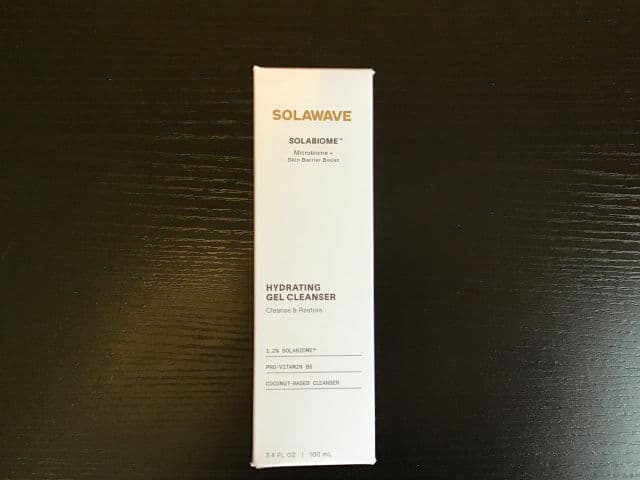 SOLAWAVE
SOLABIOME™
Microbiome +
Skin Barrier Boost
HYDRATING
GEL CLEANSER
Cleanse & Restore
1.2% SOLABIOME™
PRO-VITAMIN B5
COCONUT-BASED CLEANSER
3.4 FL OZ | 100 mL